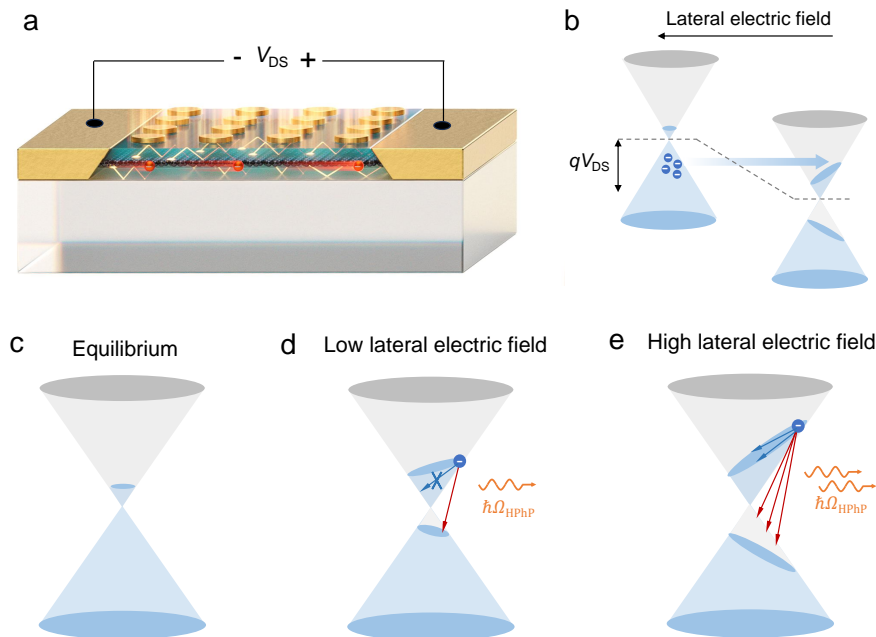 a
- V_DS +
b
Lateral electric field
qV_DS
c
Equilibrium
d
Low lateral electric field
ħΩ_HPhP
e
High lateral electric field
ħΩ_HPhP